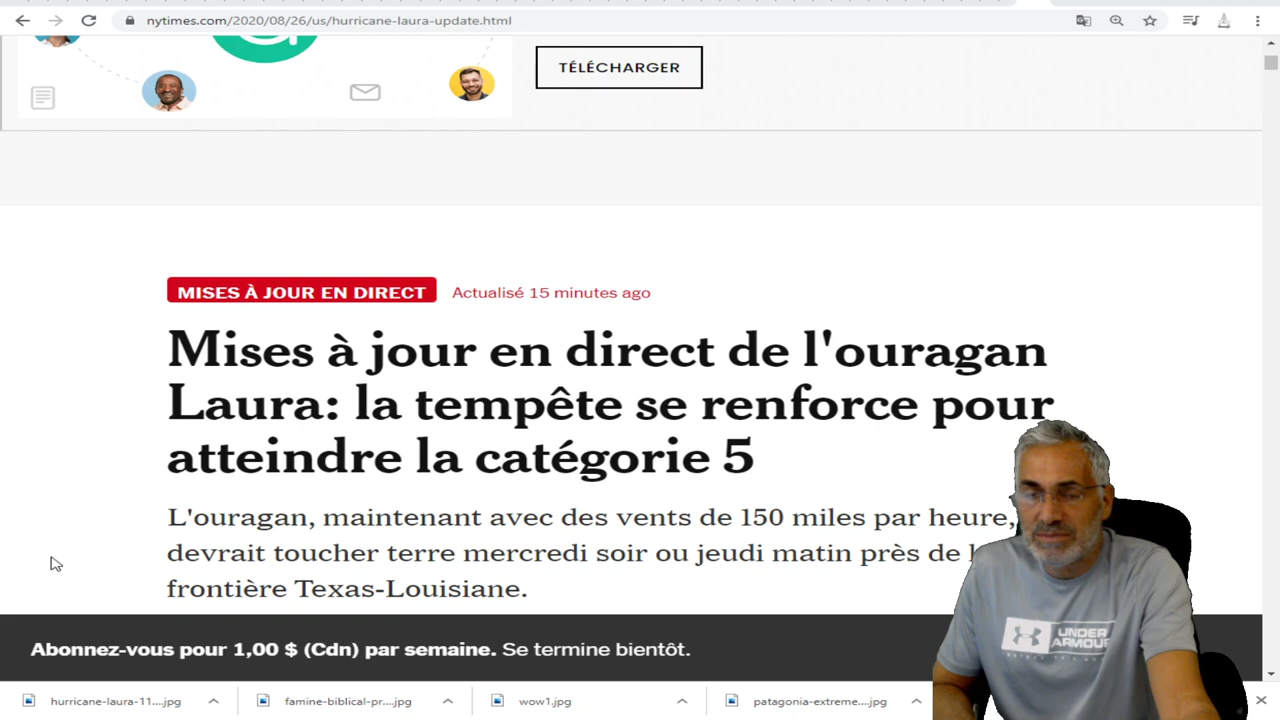 nytimes.com/2020/08/26/us/hurricane-laura-update.html
TÉLÉCHARGER
MISES À JOUR EN DIRECT Actualisé 15 minutes ago
Mises à jour en direct de l'ouragan
Laura: la tempête se renforce pour
atteindre la catégorie 5
L'ouragan, maintenant avec des vents de 150 miles par heure,
devrait toucher terre mercredi soir ou jeudi matin près de
frontière Texas-Louisiane.
UNDER
ARMOUR
Abonnez-vous pour 1,00 $ (Cdn) par semaine. Se termine bientôt.
hurricane-laura-11....jpg
famine-biblical-pr....jpg
wow1.jpg
patagonia-extreme....jpg